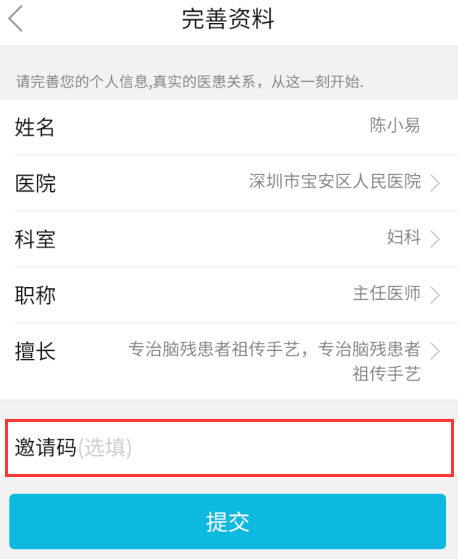 完善资料
请完善您的个人信息,真实的医患关系，从这一刻开始.
姓名 陈小易
医院 深圳市宝安区人民医院
科室 妇科
职称 主任医师
擅长 专治脑残患者祖传手艺，专治脑残患者
祖传手艺
邀请码(选填)
提交